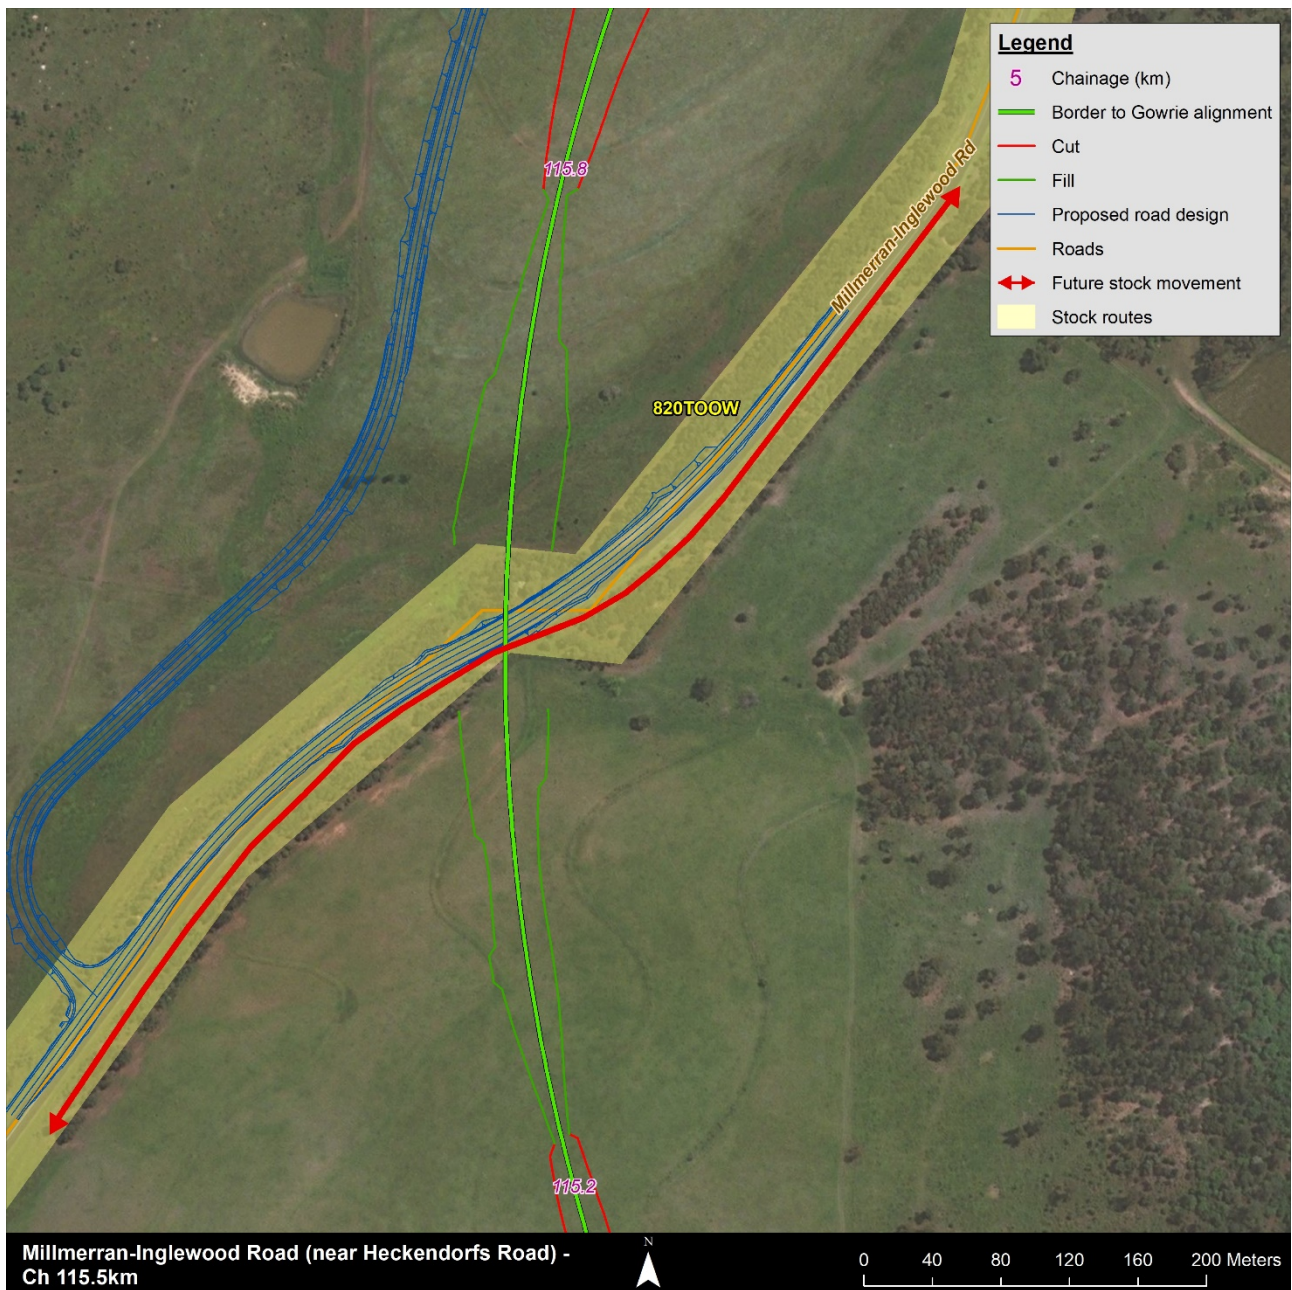 Legend
5 Chainage (km)
Border to Gowrie alignment
Cut
Fill
Proposed road design
Roads
Future stock movement
Stock routes
115.8
Millmerran-Inglewood Rd
820TOOW
115.2
Millmerran-Inglewood Road (near Heckendorfs Road) -
Ch 115.5km
N
0 40 80 120 160 200 Meters